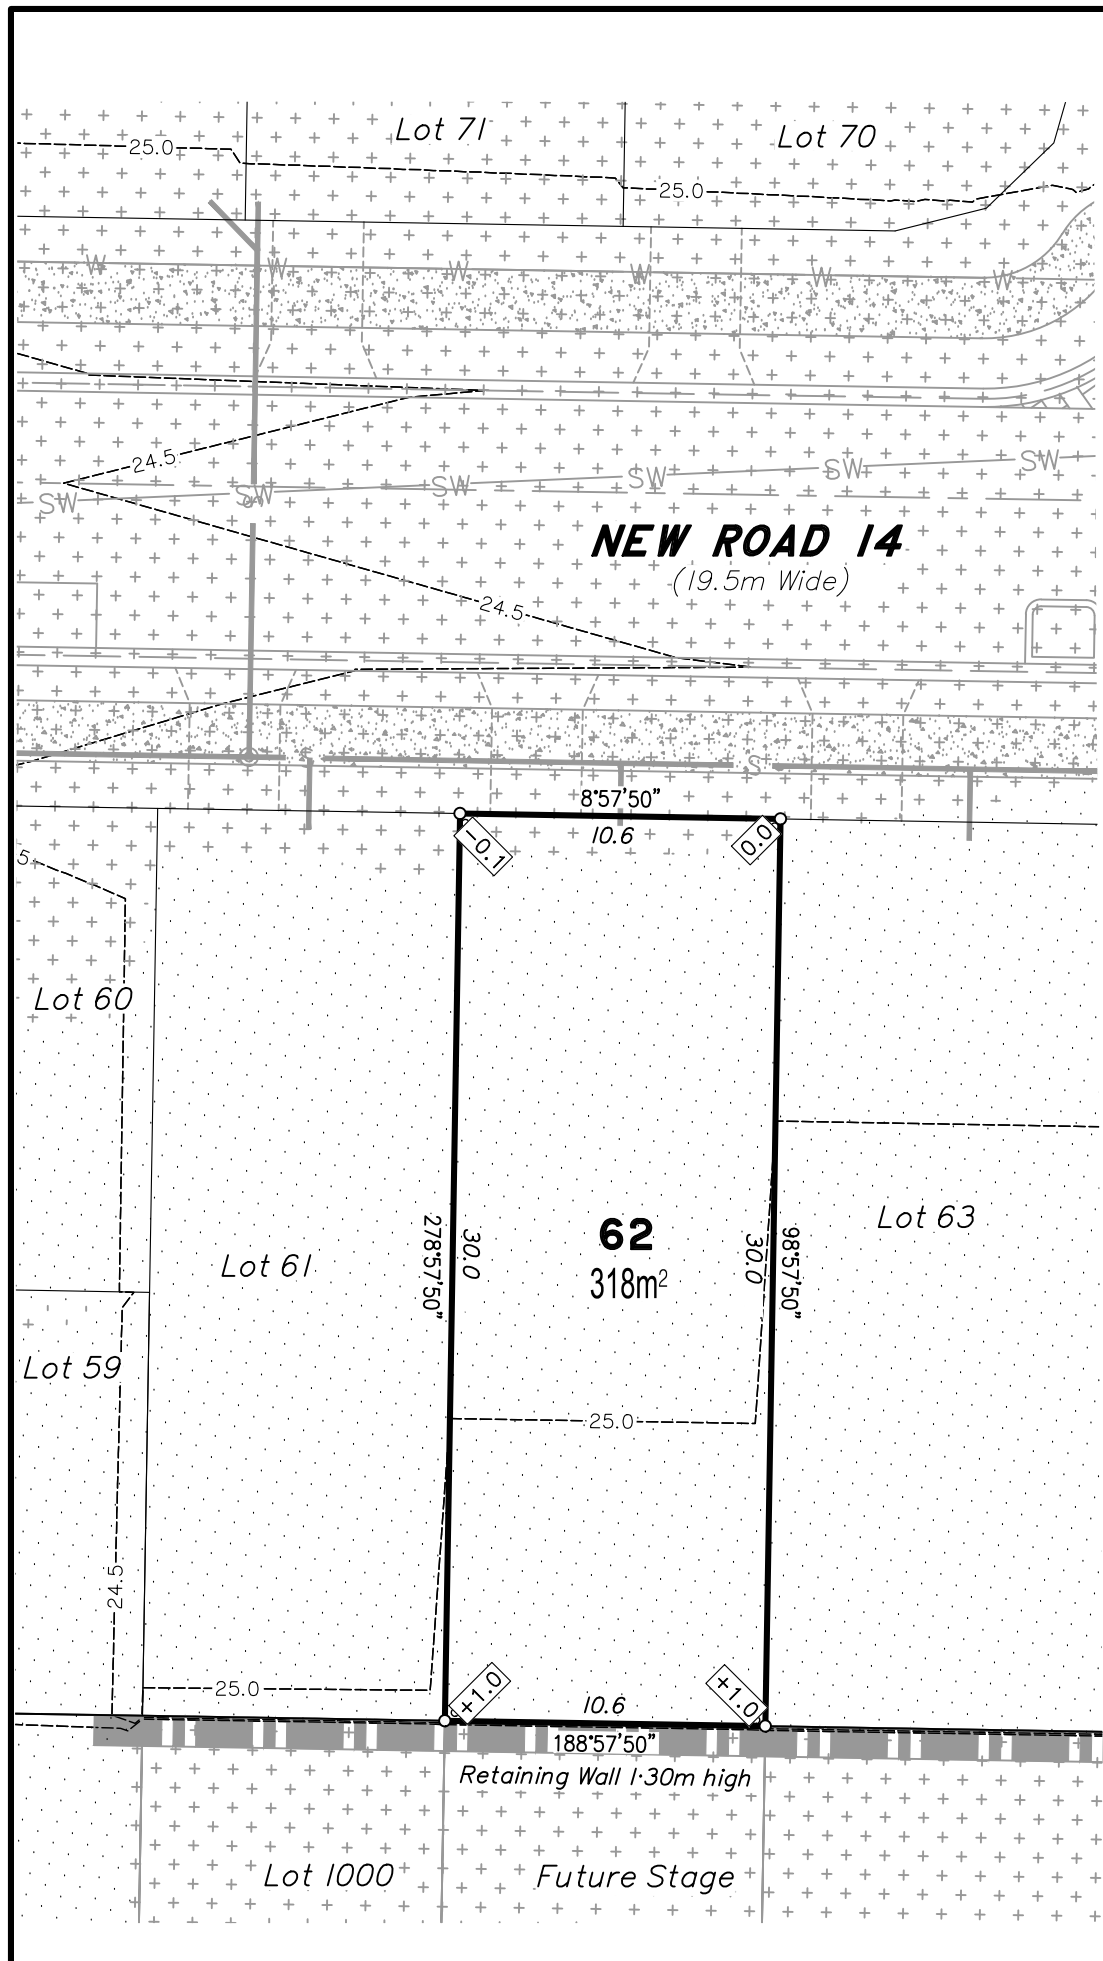 Lot 71
Lot 70
25.0
25.0
W W W W W W
24.5
SW SW SW SW SW SW
NEW ROAD 14
(19.5m Wide)
24.5
S S
8°57'50"
10.6
-0.1
0.0
5
Lot 60
Lot 61
278°57'50"
30.0
62
318m²
30.0
98°57'50"
Lot 63
Lot 59
25.0
24.5
25.0
+1.0
10.6
+1.0
188°57'50"
Retaining Wall 1·30m high
Lot 1000
Future Stage